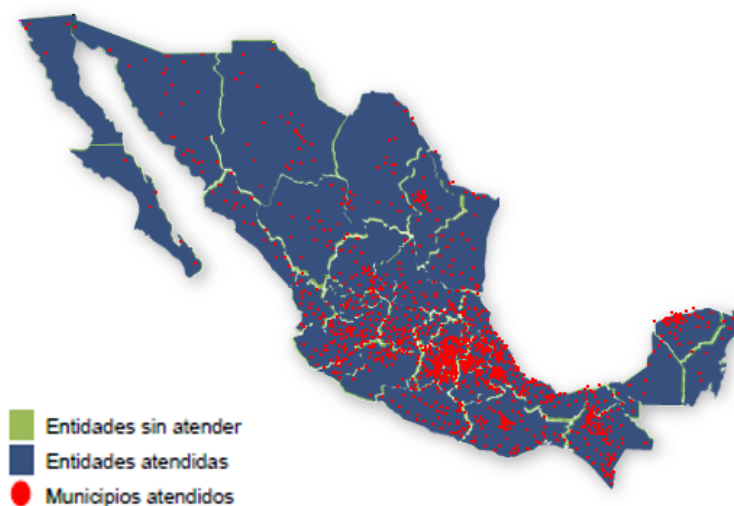 Entidades sin atender
Entidades atendidas
Municipios atendidos